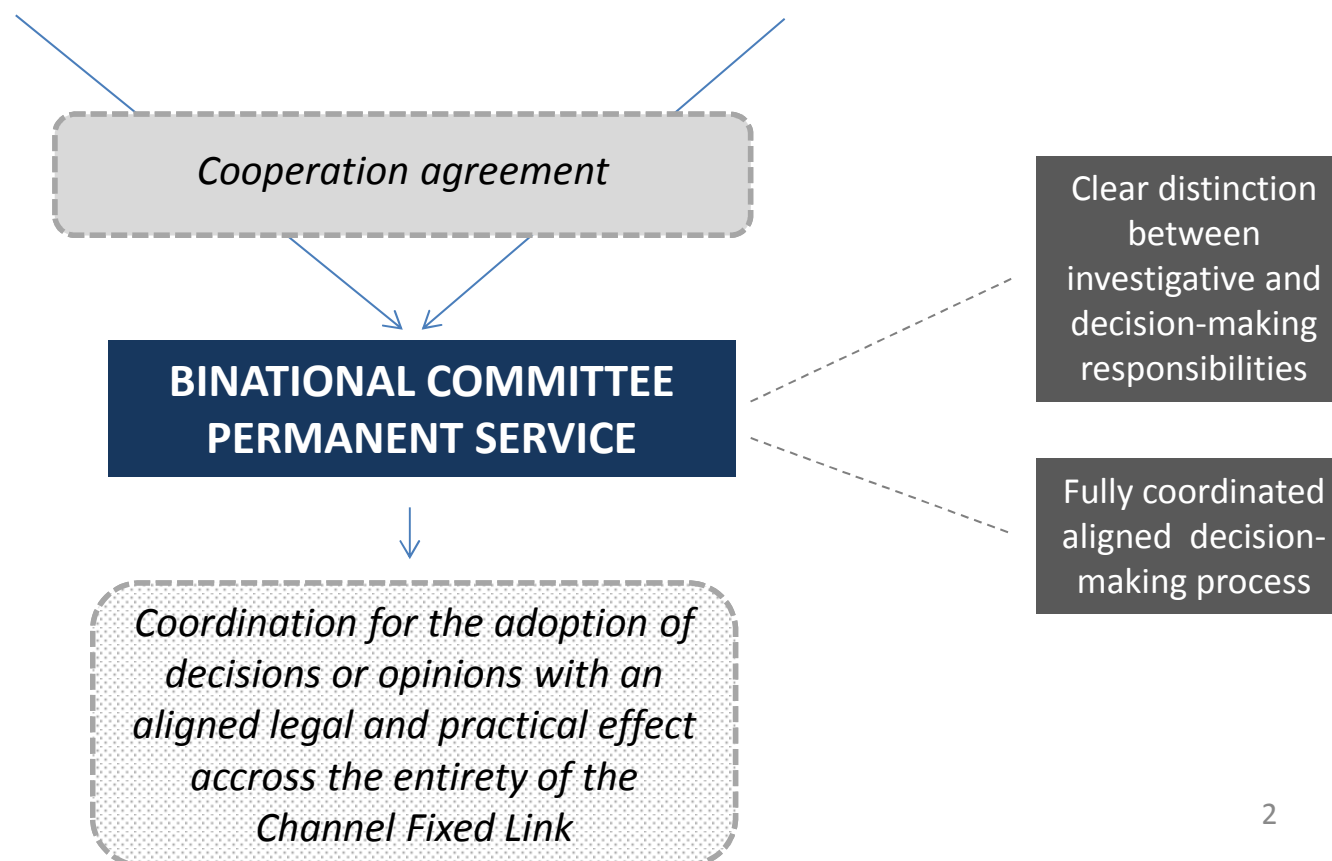 Cooperation agreement
BINATIONAL COMMITTEE
PERMANENT SERVICE
Coordination for the adoption of
decisions or opinions with an
aligned legal and practical effect
accross the entirety of the
Channel Fixed Link
Clear distinction
between
investigative and
decision-making
responsibilities
Fully coordinated
aligned decision-
making process
2